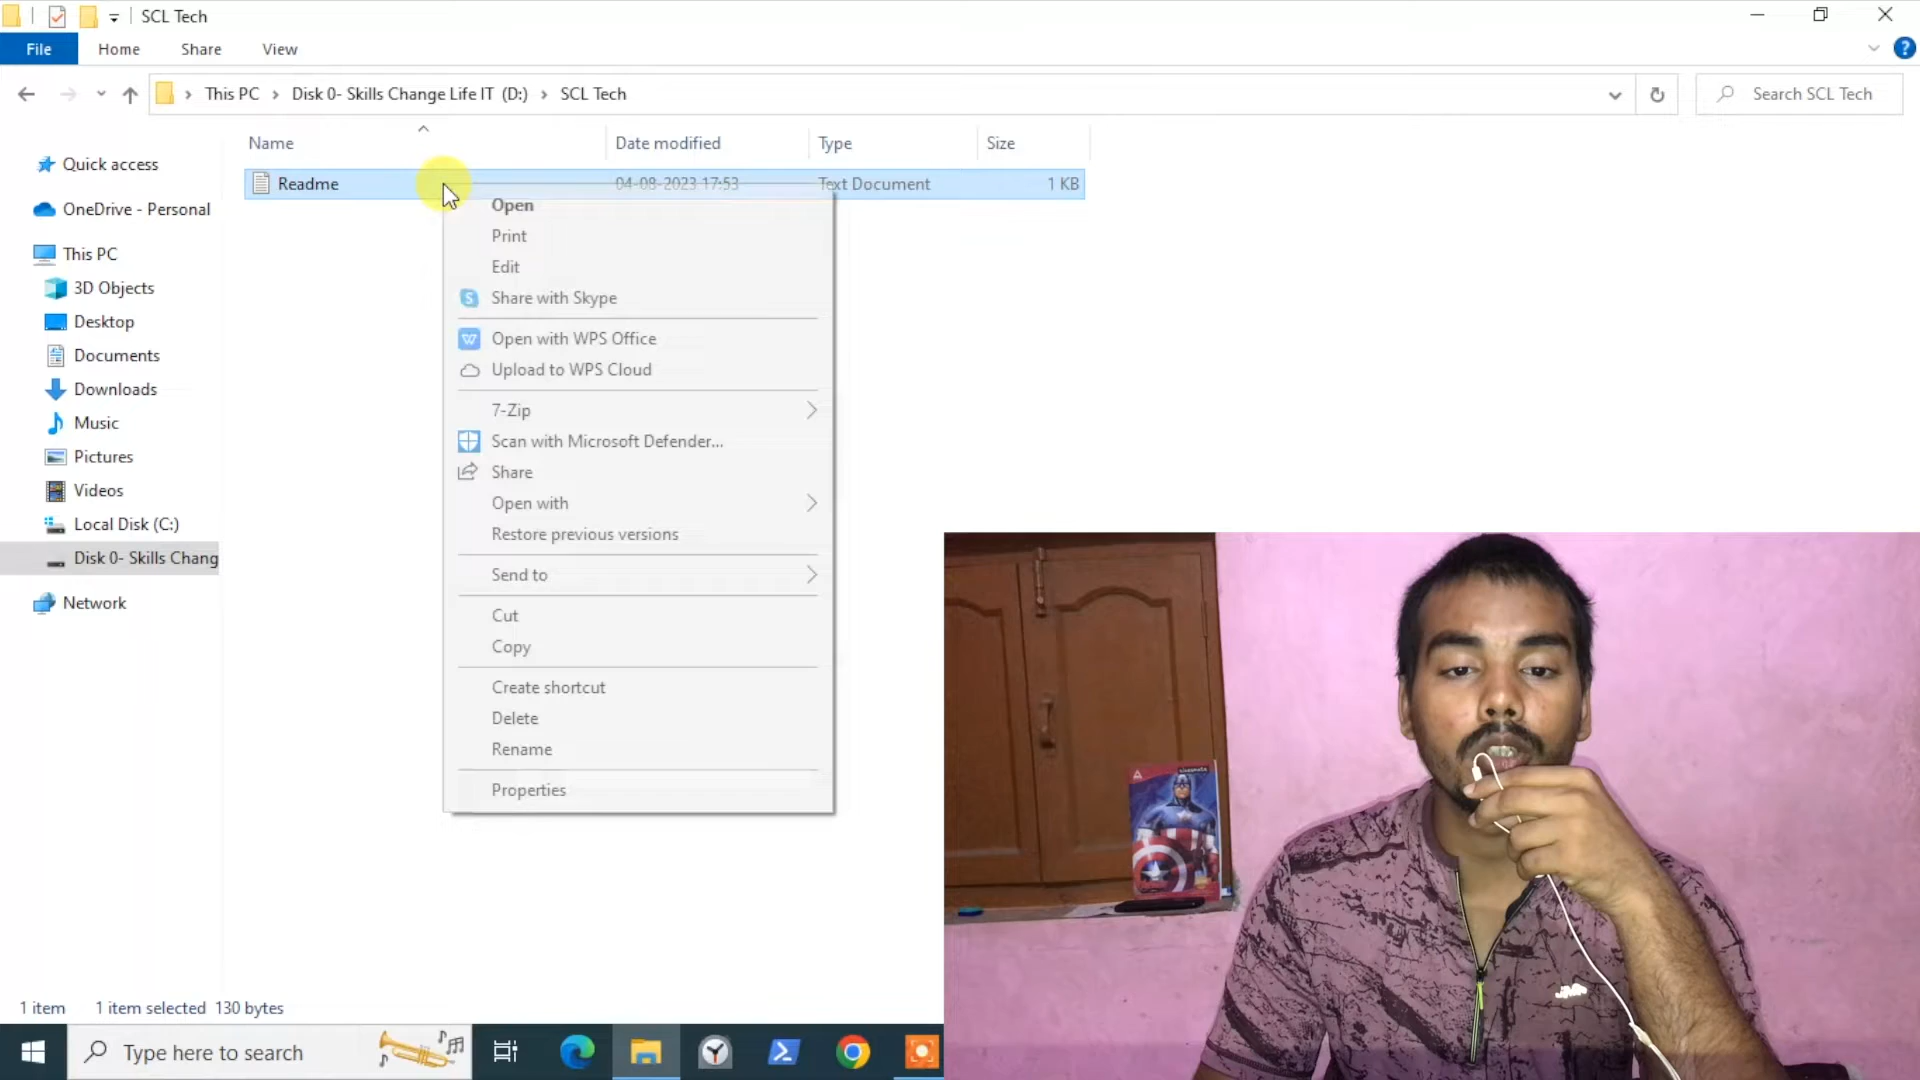 SCL Tech
File Home Share View
This PC Disk 0- Skills Change Life IT (D:) SCL Tech
Search SCL Tech
Name Date modified Type Size
Readme 04-08-2023 17:53 Text Document 1 KB
Quick access
OneDrive - Personal
This PC
3D Objects
Desktop
Documents
Downloads
Music
Pictures
Videos
Local Disk (C:)
Disk 0- Skills Chang
Network
Open
Print
Edit
Share with Skype
Open with WPS Office
Upload to WPS Cloud
7-Zip
Scan with Microsoft Defender...
Share
Open with
Restore previous versions
Send to
Cut
Copy
Create shortcut
Delete
Rename
Properties
1 item 1 item selected 130 bytes
Type here to search